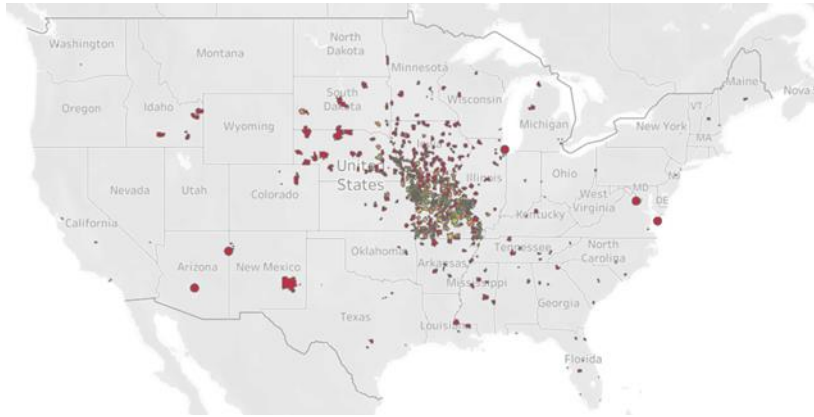 Washington
Montana
North
Dakota
Minnesota
Maine
Nova
Oregon
Idaho
South
Dakota
Wisconsin
Michigan
VT
New York
MA
Wyoming
Nevada
Utah
Colorado
United
States
Illinois
Ohio
West
Virginia
MD
DE
California
Kentucky
Arizona
New Mexico
Oklahoma
Arkansas
Tennessee
North
Carolina
Mississippi
Georgia
Texas
Louisiana
Florida